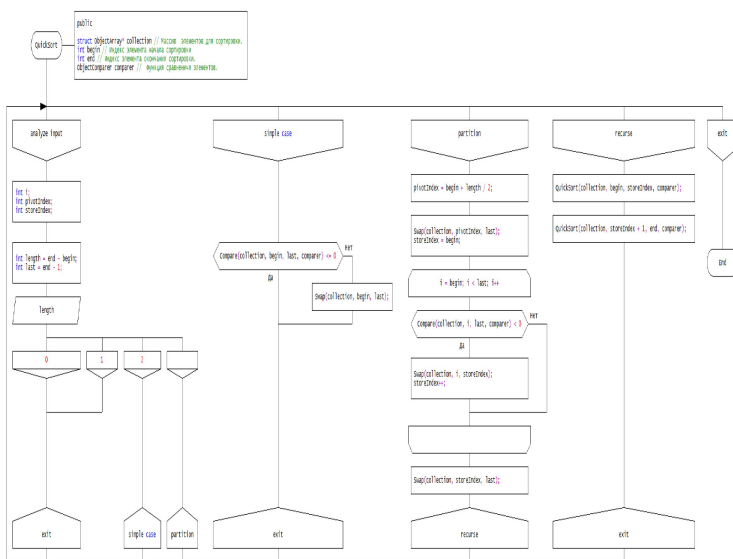 public
struct ObjectArray* collection // Массив элементов для сортировки.
int begin // Индекс элемента начала сортировки
int end // Индекс элемента окончания сортировки.
ObjectComparer comparer // Функция сравнения элементов.
QuickSort
analyze input
int i;
int pivotIndex;
int storeIndex;
int length = end - begin;
int last = end - 1;
length
0
1
2
exit
simple case
partition
simple case
Compare(collection, begin, last, comparer) <= 0
нет
да
Swap(collection, begin, last);
exit
partition
pivotIndex = begin + length / 2;
Swap(collection, pivotIndex, last);
storeIndex = begin;
i = begin; i < last; i++
Compare(collection, i, last, comparer) < 0
нет
да
Swap(collection, i, storeIndex);
storeIndex++;
Swap(collection, storeIndex, last);
recurse
recurse
QuickSort(collection, begin, storeIndex, comparer);
QuickSort(collection, storeIndex + 1, end, comparer);
exit
exit
End